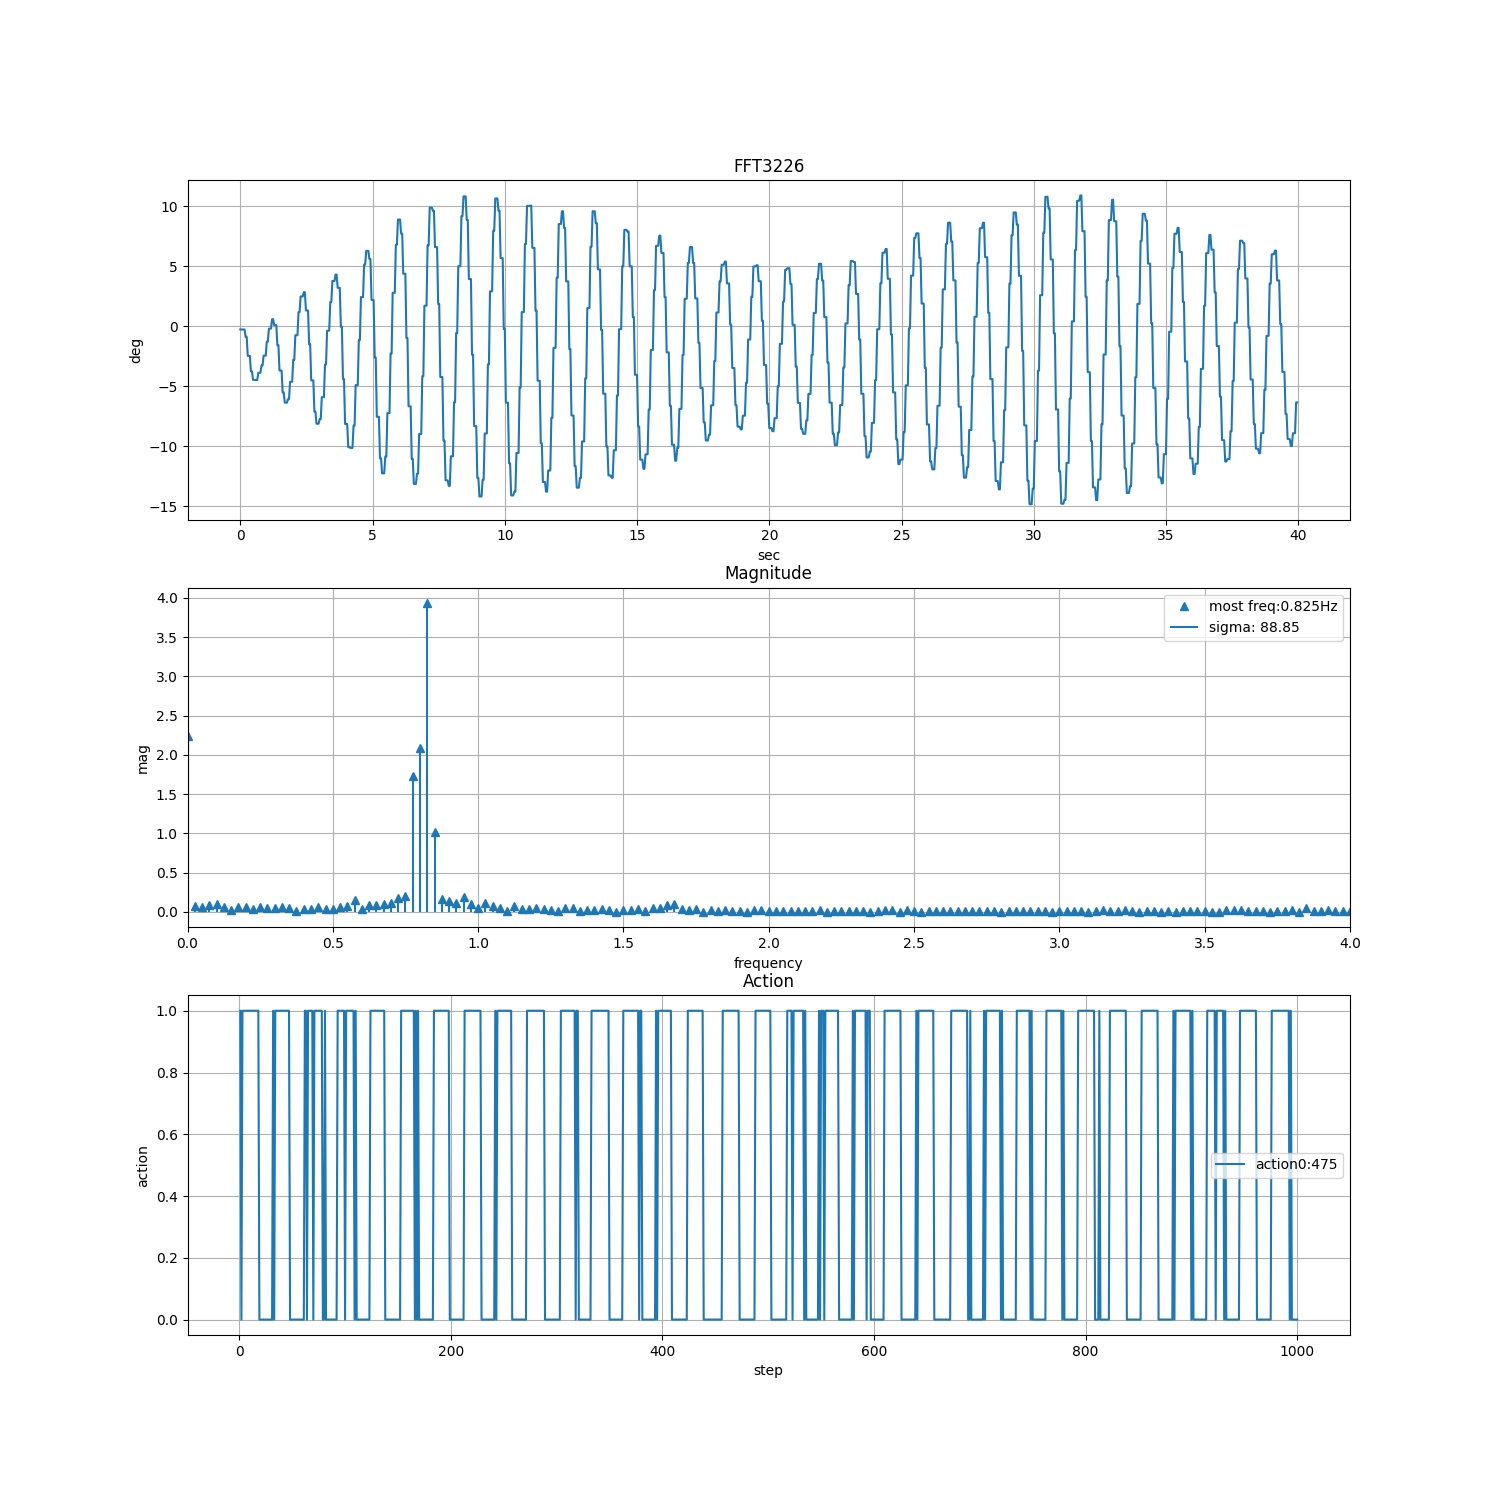 FFT3226
10
5
0
−5
−10
−15
deg
0 5 10 15 20 25 30 35 40
sec
Magnitude
4.0
3.5
3.0
2.5
2.0
1.5
1.0
0.5
0.0
mag
most freq:0.825Hz
sigma: 88.85
0.0 0.5 1.0 1.5 2.0 2.5 3.0 3.5 4.0
frequency
Action
1.0
0.8
0.6
0.4
0.2
0.0
action
action0:475
0 200 400 600 800 1000
step